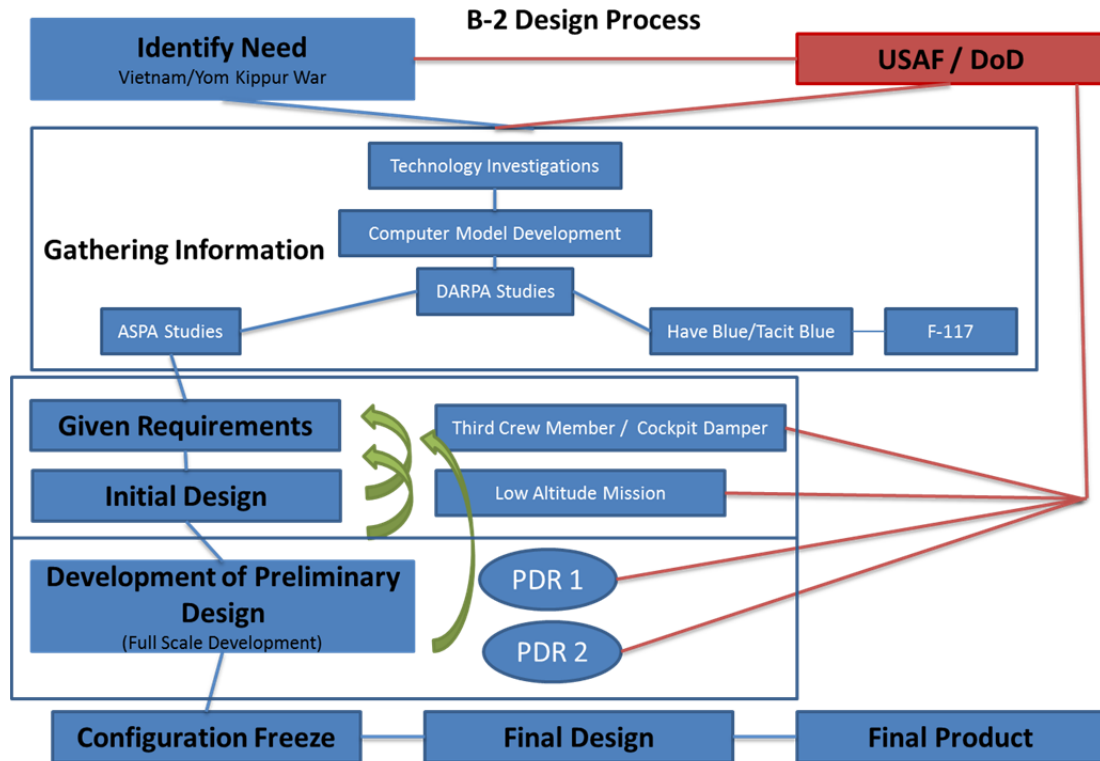 B-2 Design Process
Identify Need
Vietnam/Yom Kippur War
USAF / DoD
Technology Investigations
Computer Model Development
Gathering Information
DARPA Studies
ASPA Studies
Have Blue/Tacit Blue
F-117
Given Requirements
Third Crew Member / Cockpit Damper
Initial Design
Low Altitude Mission
Development of Preliminary
Design
(Full Scale Development)
PDR 1
PDR 2
Configuration Freeze
Final Design
Final Product